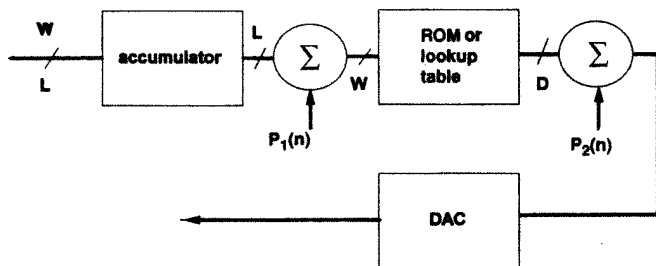 W
L
accumulator
L
Σ
P₁(n)
W
ROM or
lookup
table
D
Σ
P₂(n)
DAC